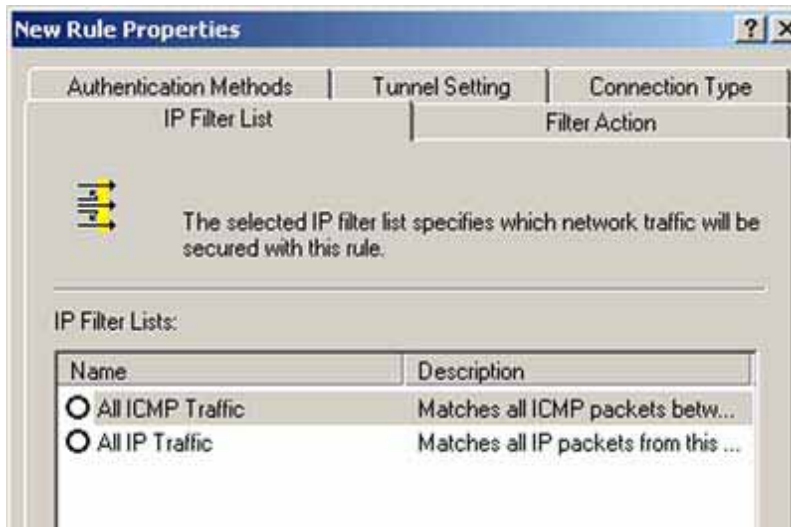 New Rule Properties
Authentication Methods Tunnel Setting Connection Type
IP Filter List Filter Action
The selected IP filter list specifies which network traffic will be
secured with this rule.
IP Filter Lists:
Name Description
All ICMP Traffic Matches all ICMP packets betw...
All IP Traffic Matches all IP packets from this ...